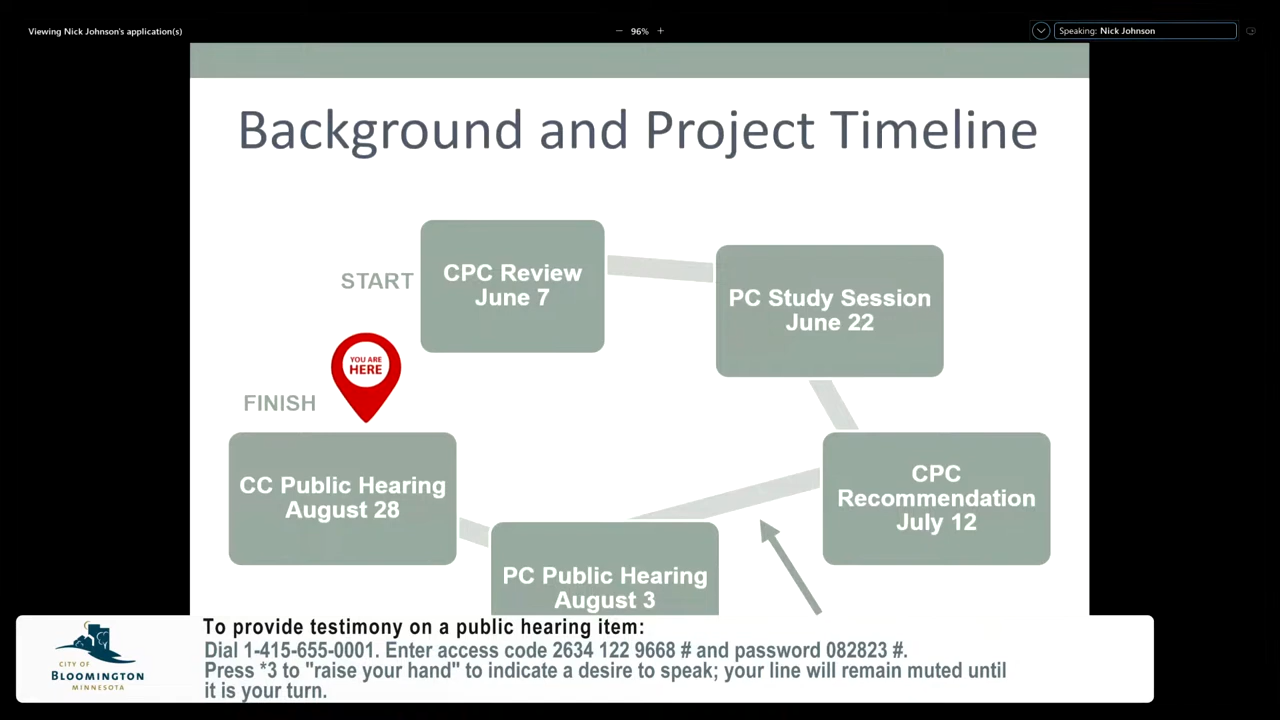 Viewing Nick Johnson's application(s)
− 96% +
Speaking: Nick Johnson
Background and Project Timeline
START
CPC Review
June 7
PC Study Session
June 22
YOU ARE
HERE
FINISH
CC Public Hearing
August 28
CPC
Recommendation
July 12
PC Public Hearing
August 3
CITY OF
BLOOMINGTON
MINNESOTA
To provide testimony on a public hearing item:
Dial 1-415-655-0001. Enter access code 2634 122 9668 # and password 082823 #.
Press *3 to "raise your hand" to indicate a desire to speak; your line will remain muted until
it is your turn.